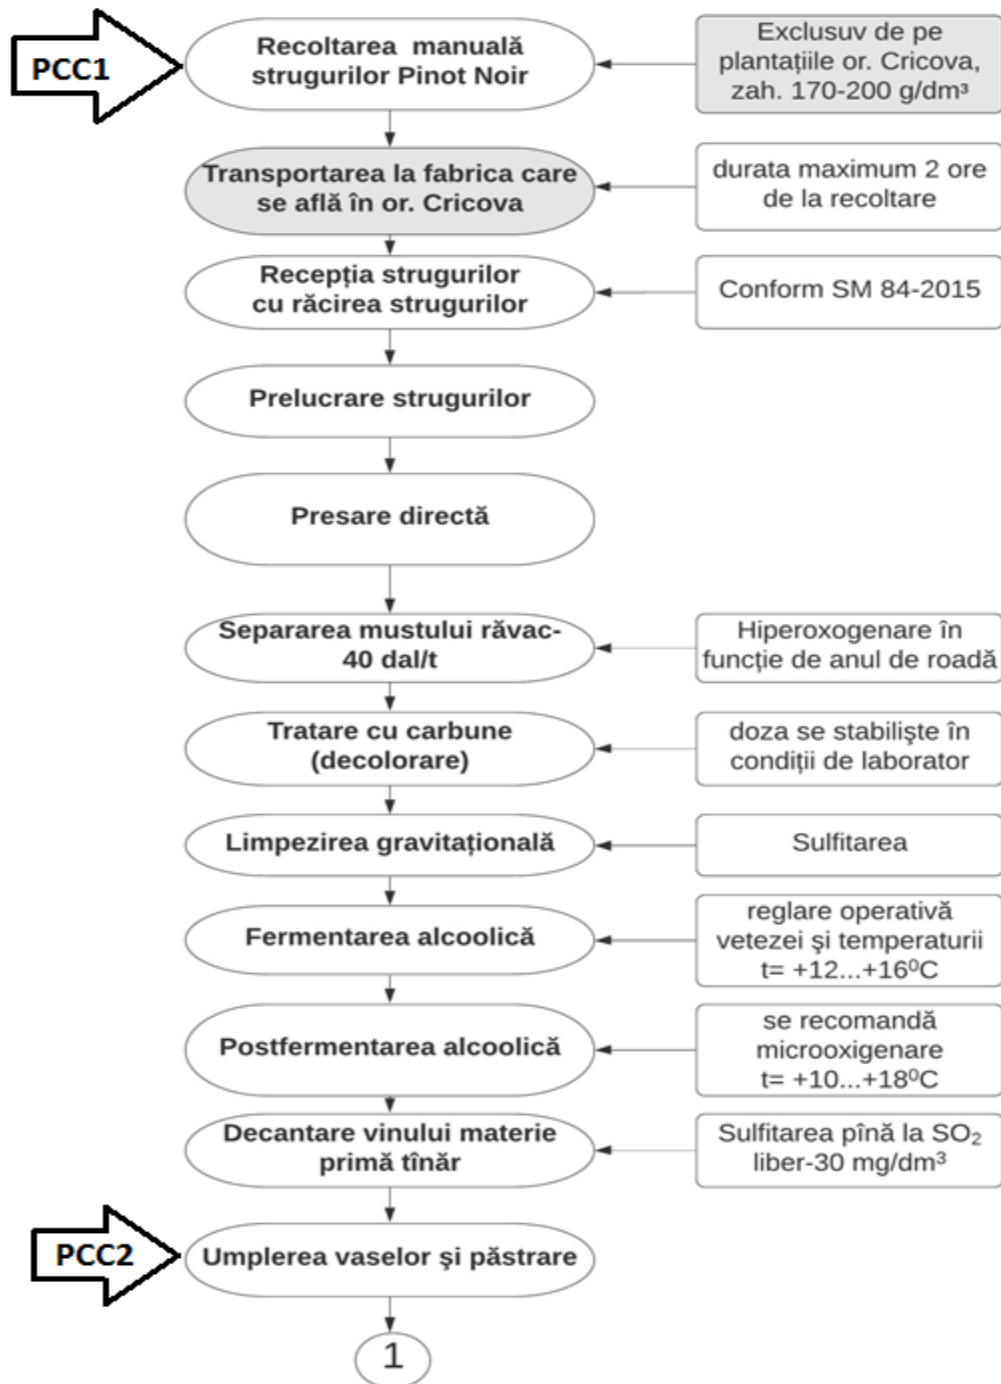 PCC1
Recoltarea manuală
strugurilor Pinot Noir
Exclusuv de pe
plantațiile or. Cricova,
zah. 170-200 g/dm³
Transportarea la fabrica care
se află în or. Cricova
durata maximum 2 ore
de la recoltare
Recepția strugurilor
cu răcirea strugurilor
Conform SM 84-2015
Prelucrare strugurilor
Presare directă
Separarea mustului răvac-
40 dal/t
Hiperoxogenare în
funcție de anul de roadă
Tratare cu carbune
(decolorare)
doza se stabilişte în
condiții de laborator
Limpezirea gravitațională
Sulfitarea
Fermentarea alcoolică
reglare operativă
vetezei şi temperaturii
t= +12...+16⁰C
Postfermentarea alcoolică
se recomandă
microoxigenare
t= +10...+18⁰C
Decantare vinului materie
primă tînăr
Sulfitarea pînă la SO₂
liber-30 mg/dm³
PCC2
Umplerea vaselor şi păstrare
1